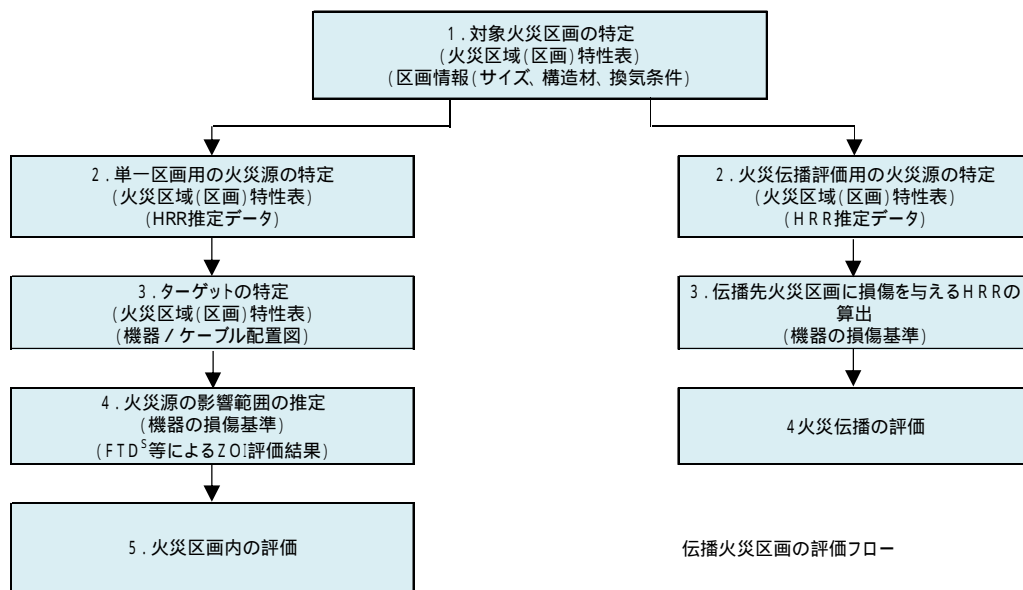 1．対象火災区画の特定
(火災区域(区画)特性表)
(区画情報(サイズ、構造材、換気条件)
2．単一区画用の火災源の特定
(火災区域(区画)特性表)
(HRR推定データ)
3．ターゲットの特定
(火災区域(区画)特性表)
(機器／ケーブル配置図)
4．火災源の影響範囲の推定
(機器の損傷基準)
(FTDS等によるZOI評価結果)
5．火災区画内の評価
2．火災伝播評価用の火災源の特定
(火災区域(区画)特性表)
(HRR推定データ)
3．伝播先火災区画に損傷を与えるHRRの
算出
(機器の損傷基準)
4火災伝播の評価
伝播火災区画の評価フロー